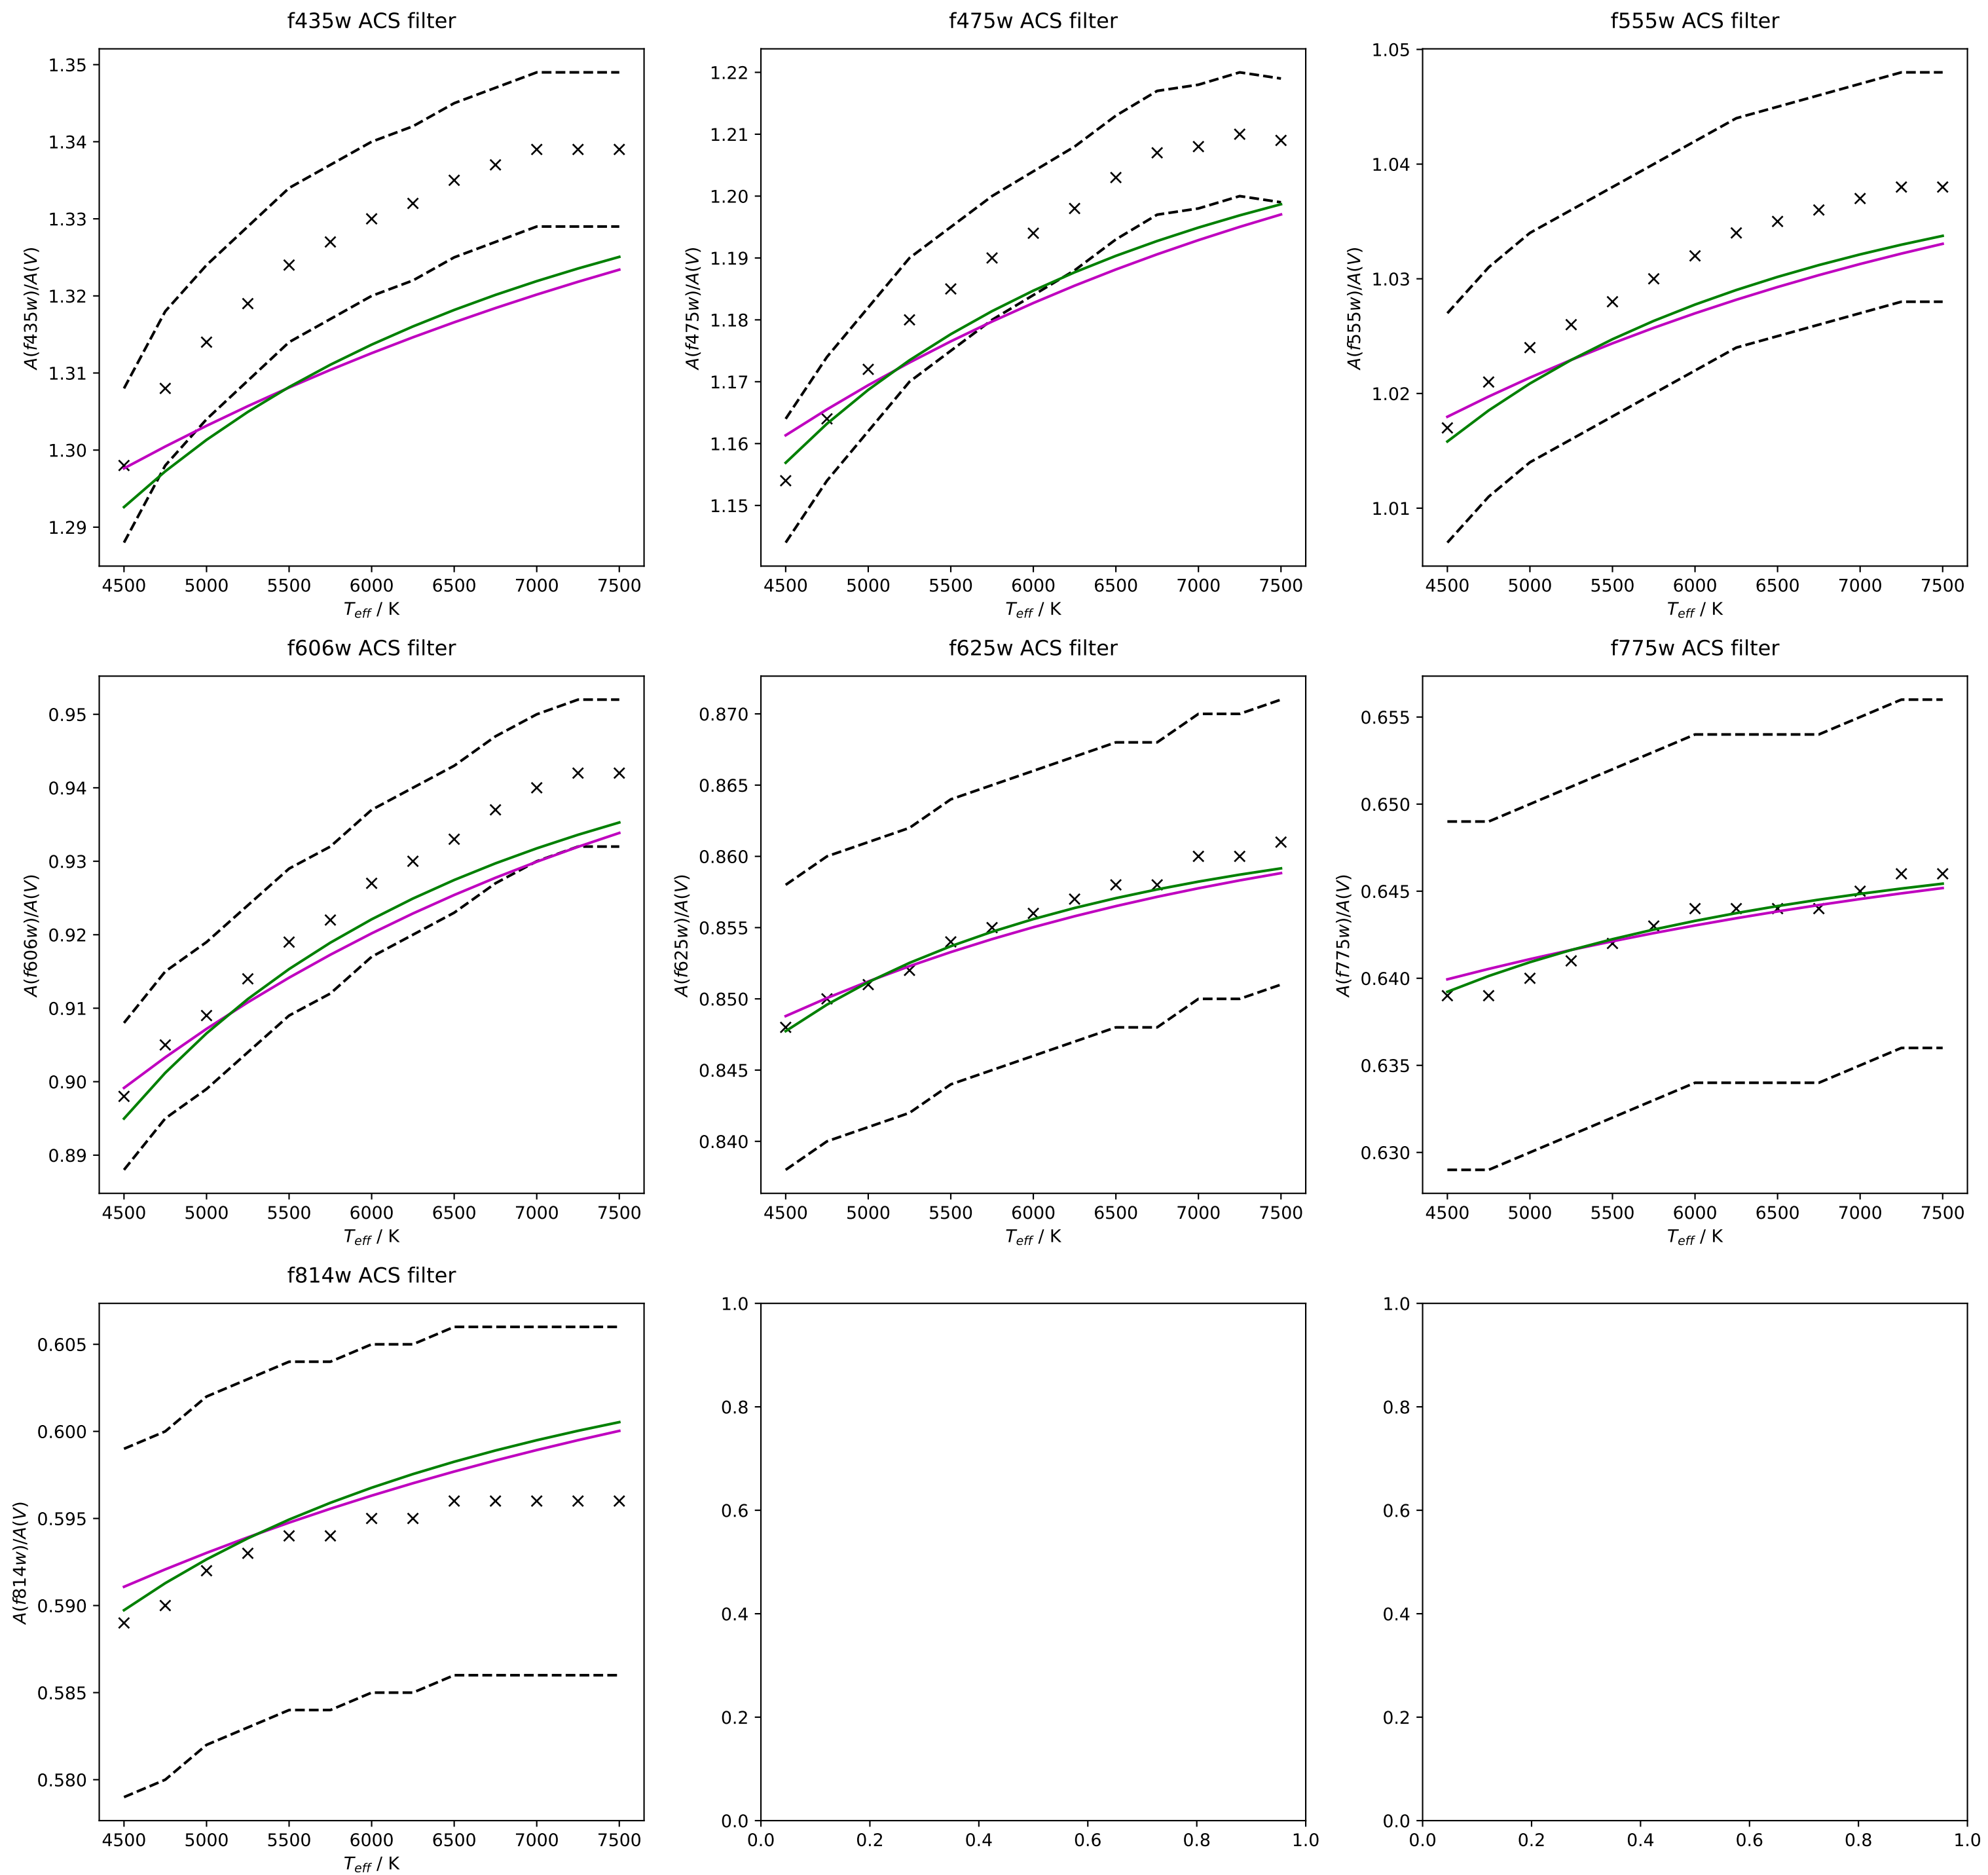 f435w ACS filter
A(f435w)/A(V)
1.35
1.34
1.33
1.32
1.31
1.30
1.29
4500 5000 5500 6000 6500 7000 7500
T_eff / K
f475w ACS filter
A(f475w)/A(V)
1.22
1.21
1.20
1.19
1.18
1.17
1.16
1.15
4500 5000 5500 6000 6500 7000 7500
T_eff / K
f555w ACS filter
A(f555w)/A(V)
1.05
1.04
1.03
1.02
1.01
4500 5000 5500 6000 6500 7000 7500
T_eff / K
f606w ACS filter
A(f606w)/A(V)
0.95
0.94
0.93
0.92
0.91
0.90
0.89
4500 5000 5500 6000 6500 7000 7500
T_eff / K
f625w ACS filter
A(f625w)/A(V)
0.870
0.865
0.860
0.855
0.850
0.845
0.840
4500 5000 5500 6000 6500 7000 7500
T_eff / K
f775w ACS filter
A(f775w)/A(V)
0.655
0.650
0.645
0.640
0.635
0.630
4500 5000 5500 6000 6500 7000 7500
T_eff / K
f814w ACS filter
A(f814w)/A(V)
0.605
0.600
0.595
0.590
0.585
0.580
4500 5000 5500 6000 6500 7000 7500
T_eff / K
1.0
0.8
0.6
0.4
0.2
0.0
0.0 0.2 0.4 0.6 0.8 1.0
1.0
0.8
0.6
0.4
0.2
0.0
0.0 0.2 0.4 0.6 0.8 1.0